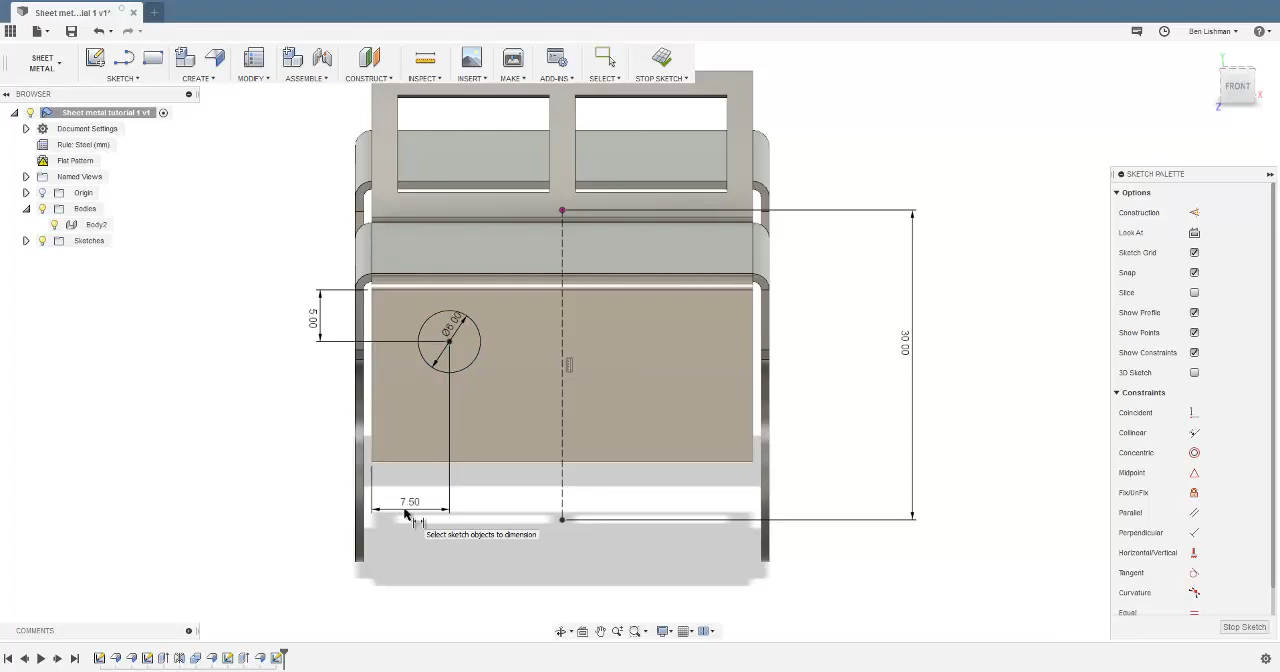 Sheet met...ial 1 v1*
Ben Lishman
SHEET METAL
SKETCH
CREATE
MODIFY
ASSEMBLE
CONSTRUCT
INSPECT
INSERT
MAKE
ADD-INS
SELECT
STOP SKETCH
BROWSER
Sheet metal tutorial 1 v1
Document Settings
Rule: Steel (mm)
Flat Pattern
Named Views
Origin
Bodies
Body2
Sketches
Y
FRONT
X
Z
5.00
Ø6.00
30.00
7.50
Select sketch objects to dimension
SKETCH PALETTE
Options
Construction
Look At
Sketch Grid
Snap
Slice
Show Profile
Show Points
Show Constraints
3D Sketch
Constraints
Coincident
Collinear
Concentric
Midpoint
Fix/UnFix
Parallel
Perpendicular
Horizontal/Vertical
Tangent
Curvature
Equal
Stop Sketch
COMMENTS